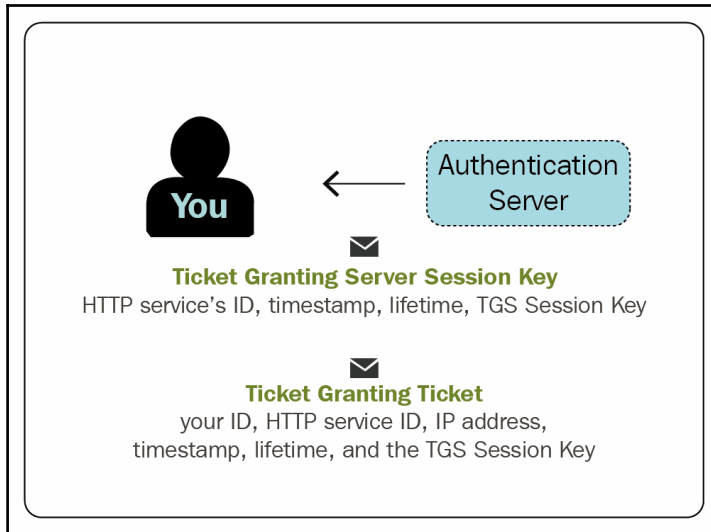 You
Authentication
Server
Ticket Granting Server Session Key
HTTP service’s ID, timestamp, lifetime, TGS Session Key
Ticket Granting Ticket
your ID, HTTP service ID, IP address,
timestamp, lifetime, and the TGS Session Key